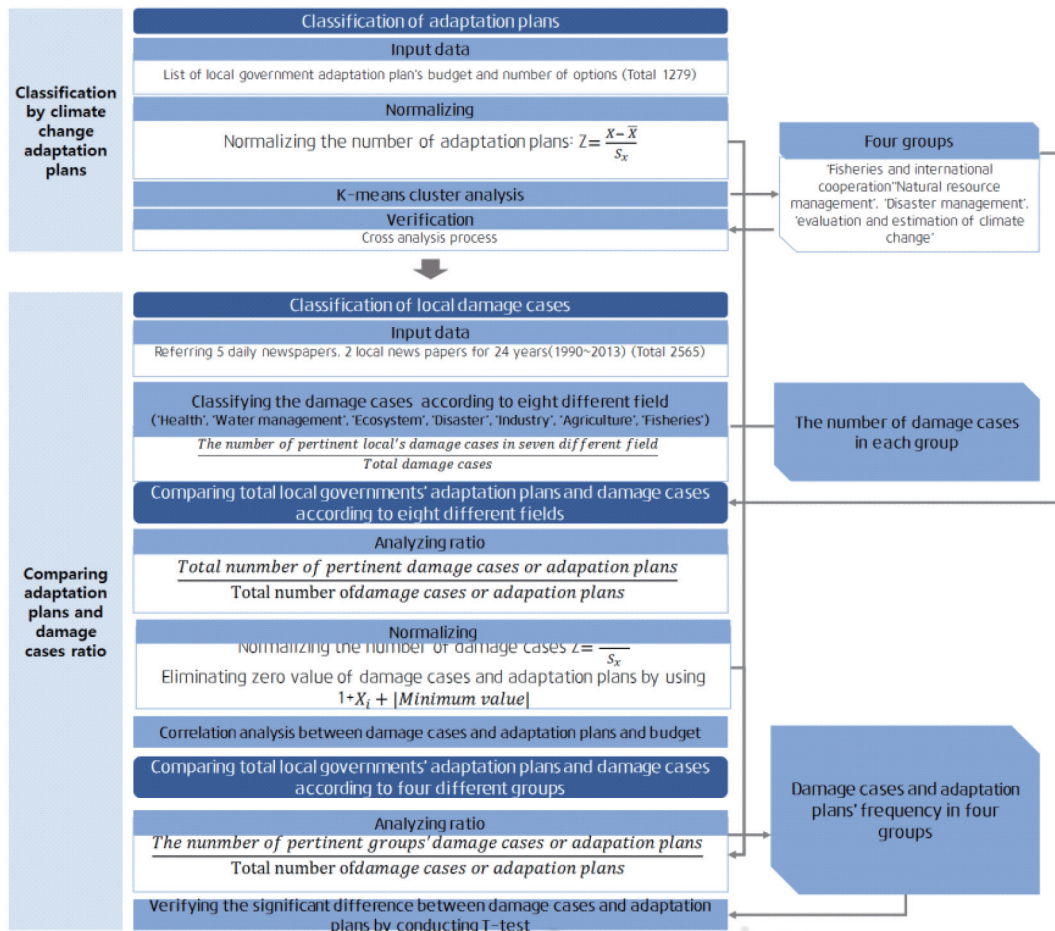 Classification by climate change adaptation plans
Classification of adaptation plans
Input data
List of local government adaptation plan's budget and number of options (Total 1279)
Normalizing
Normalizing the number of adaptation plans: Z= (X− X̅) / Sₓ
K-means cluster analysis
Verification
Cross analysis process
Four groups
'Fisheries and international
cooperation''Natural resource
management', 'Disaster management',
'evaluation and estimation of climate
change'
Comparing adaptation plans and damage cases ratio
Classification of local damage cases
Input data
Referring 5 daily newspapers, 2 local news papers for 24 years(1990~2013) (Total 2565)
Classifying the damage cases according to eight different field
('Health', 'Water management', 'Ecosystem', 'Disaster', 'Industry', 'Agriculture', 'Fisheries')
The number of pertinent local's damage cases in seven different field
Total damage cases
The number of damage cases
in each group
Comparing total local governments' adaptation plans and damage cases
according to eight different fields
Analyzing ratio
Total nunmber of pertinent damage cases or adapation plans
Total number ofdamage cases or adapation plans
Normalizing
Normalizing the number of damage cases Z= Sₓ
Eliminating zero value of damage cases and adaptation plans by using
1+Xᵢ + |Minimum value|
Correlation analysis between damage cases and adaptation plans and budget
Comparing total local governments' adaptation plans and damage cases
according to four different groups
Analyzing ratio
The nunmber of pertinent groups' damage cases or adapation plans
Total number ofdamage cases or adapation plans
Damage cases and adaptation
plans' frequency in four
groups
Verifying the significant difference between damage cases and adaptation
plans by conducting T-test